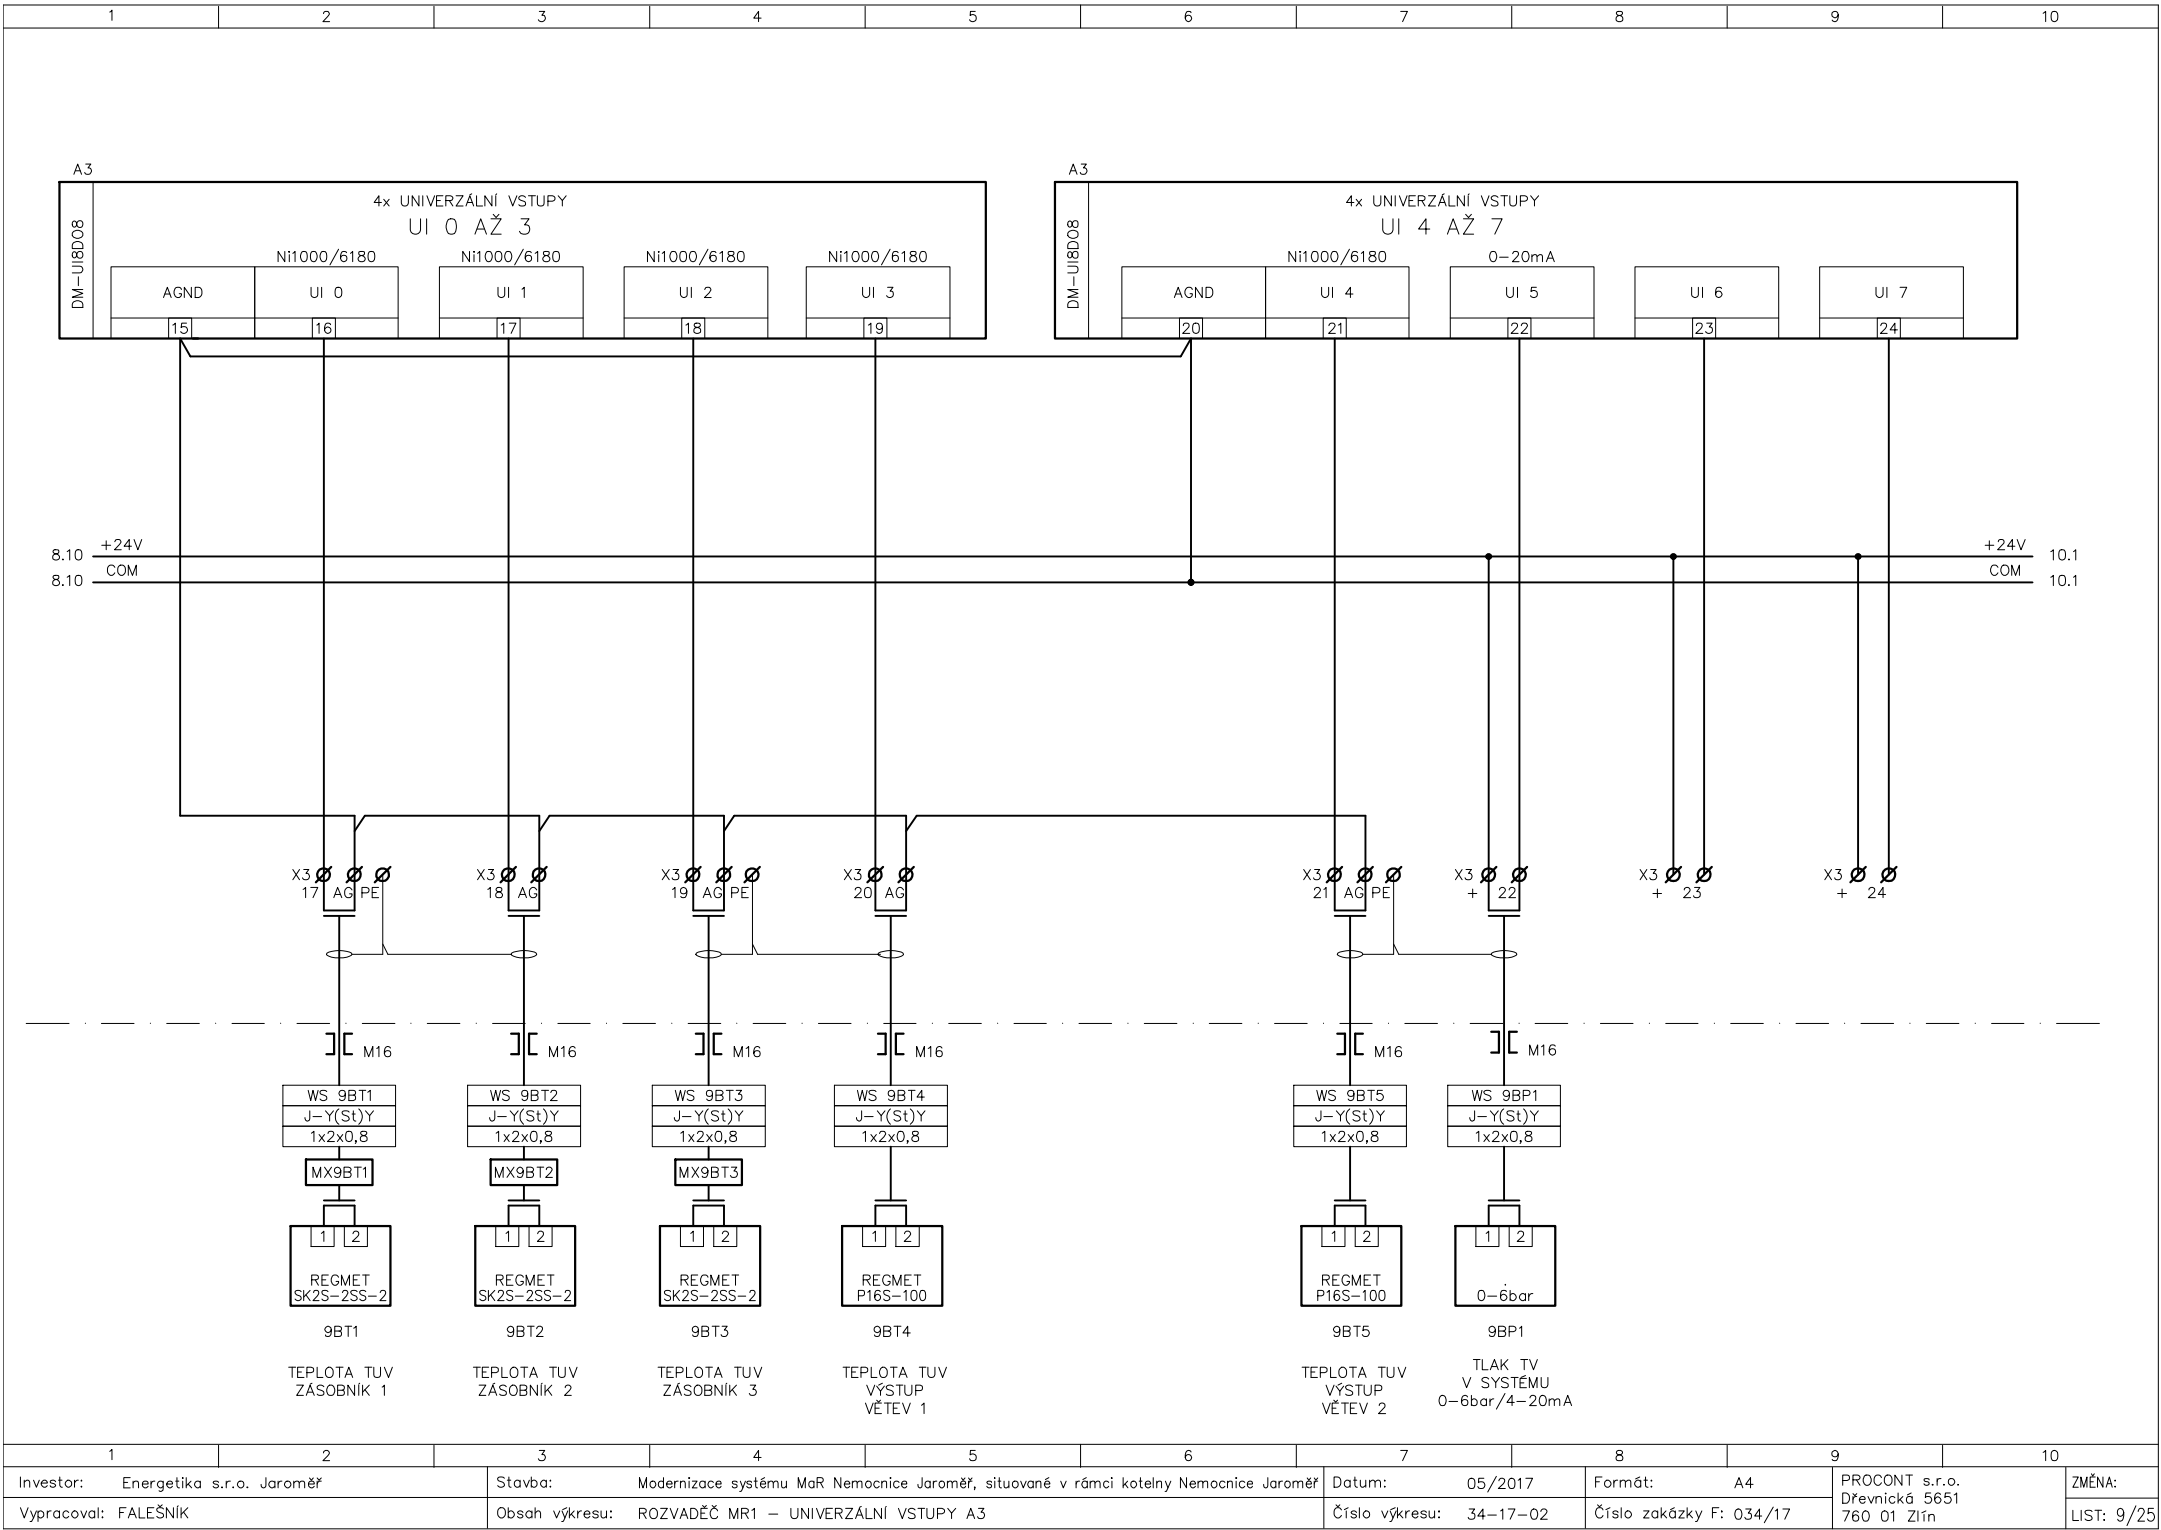 1 2 3 4 5 6 7 8 9 10
A3
DM-UI8DO8
4x UNIVERZÁLNÍ VSTUPY
UI 0 AŽ 3
Ni1000/6180 Ni1000/6180 Ni1000/6180 Ni1000/6180
AGND UI 0 UI 1 UI 2 UI 3
15 16 17 18 19
A3
DM-UI8DO8
4x UNIVERZÁLNÍ VSTUPY
UI 4 AŽ 7
Ni1000/6180 0-20mA
AGND UI 4 UI 5 UI 6 UI 7
20 21 22 23 24
8.10 +24V +24V 10.1
8.10 COM COM 10.1
X3 X3 X3 X3 X3 X3 X3 X3
17 AG PE 18 AG 19 AG PE 20 AG 21 AG PE + 22 + 23 + 24
M16 M16 M16 M16 M16 M16
WS 9BT1 WS 9BT2 WS 9BT3 WS 9BT4 WS 9BT5 WS 9BP1
J-Y(St)Y J-Y(St)Y J-Y(St)Y J-Y(St)Y J-Y(St)Y J-Y(St)Y
1x2x0,8 1x2x0,8 1x2x0,8 1x2x0,8 1x2x0,8 1x2x0,8
MX9BT1 MX9BT2 MX9BT3
1 2 1 2 1 2 1 2 1 2 1 2
REGMET REGMET REGMET REGMET REGMET .
SK2S-2SS-2 SK2S-2SS-2 SK2S-2SS-2 P16S-100 P16S-100 0-6bar
9BT1 9BT2 9BT3 9BT4 9BT5 9BP1
TEPLOTA TUV
ZÁSOBNÍK 1
TEPLOTA TUV
ZÁSOBNÍK 2
TEPLOTA TUV
ZÁSOBNÍK 3
TEPLOTA TUV
VÝSTUP
VĚTEV 1
TEPLOTA TUV
VÝSTUP
VĚTEV 2
TLAK TV
V SYSTÉMU
0-6bar/4-20mA
1 2 3 4 5 6 7 8 9 10
Investor: Energetika s.r.o. Jaroměř
Vypracoval: FALEŠNÍK
Stavba: Modernizace systému MaR Nemocnice Jaroměř, situované v rámci kotelny Nemocnice Jaroměř
Obsah výkresu: ROZVADĚČ MR1 - UNIVERZÁLNÍ VSTUPY A3
Datum: 05/2017
Číslo výkresu: 34-17-02
Formát: A4
Číslo zakázky F: 034/17
PROCONT s.r.o.
Dřevnická 5651
760 01 Zlín
ZMĚNA:
LIST: 9/25